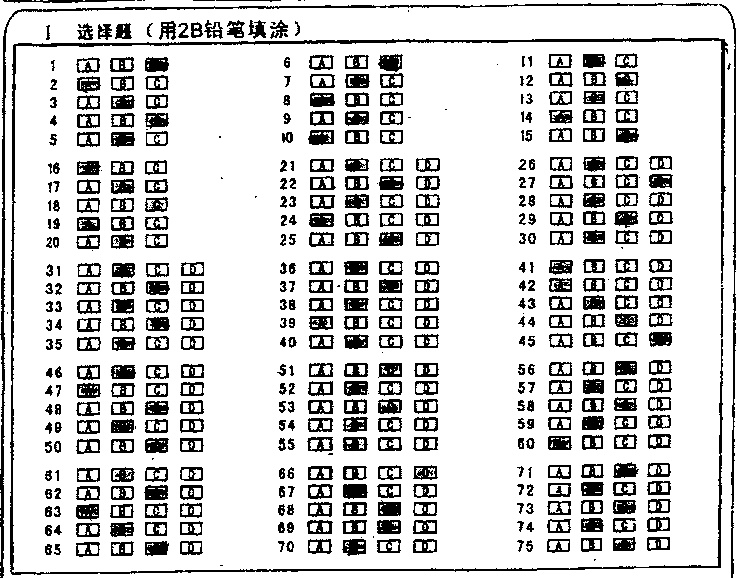 I 选择题（用2B铅笔填涂）
1 [A] [B] 6 [A] [B] 11 [A] [C]
2 [B] [C] 7 [A] [C] 12 [A] [B]
3 [A] [C] 8 [B] [C] 13 [A] [C]
4 [A] [B] 9 [A] [C] 14 [B] [C]
5 [A] [C] 10 [B] [C] 15 [A] [B]
16 [B] [C] 21 [A] [C] [D] 26 [A] [C] [D]
17 [A] [C] 22 [A] [B] [D] 27 [A] [B] [C]
18 [A] [B] 23 [A] [C] [D] 28 [A] [C] [D]
19 [B] [C] 24 [B] [C] [D] 29 [A] [B] [D]
20 [A] [C] 25 [A] [B] [D] 30 [A] [C] [D]
31 [A] [C] [D] 36 [A] [C] [D] 41 [B] [C] [D]
32 [A] [B] [D] 37 [A] [B] [D] 42 [B] [C] [D]
33 [A] [C] [D] 38 [A] [C] [D] 43 [A] [C] [D]
34 [A] [B] [D] 39 [B] [C] [D] 44 [A] [B] [D]
35 [A] [C] [D] 40 [A] [C] [D] 45 [A] [B] [C]
46 [A] [C] [D] 51 [A] [B] [D] 56 [A] [B] [D]
47 [B] [C] [D] 52 [A] [C] [D] 57 [A] [C] [D]
48 [A] [B] [D] 53 [A] [B] [D] 58 [A] [B] [D]
49 [A] [C] [D] 54 [A] [C] [D] 59 [A] [C] [D]
50 [A] [B] [D] 55 [A] [C] [D] 60 [B] [C] [D]
61 [A] [C] [D] 66 [A] [B] [C] 71 [A] [B] [D]
62 [A] [B] [D] 67 [A] [C] [D] 72 [A] [C] [D]
63 [B] [C] [D] 68 [A] [B] [D] 73 [A] [B] [D]
64 [A] [C] [D] 69 [A] [B] [D] 74 [A] [C] [D]
65 [A] [B] [D] 70 [A] [C] [D] 75 [A] [B] [D]